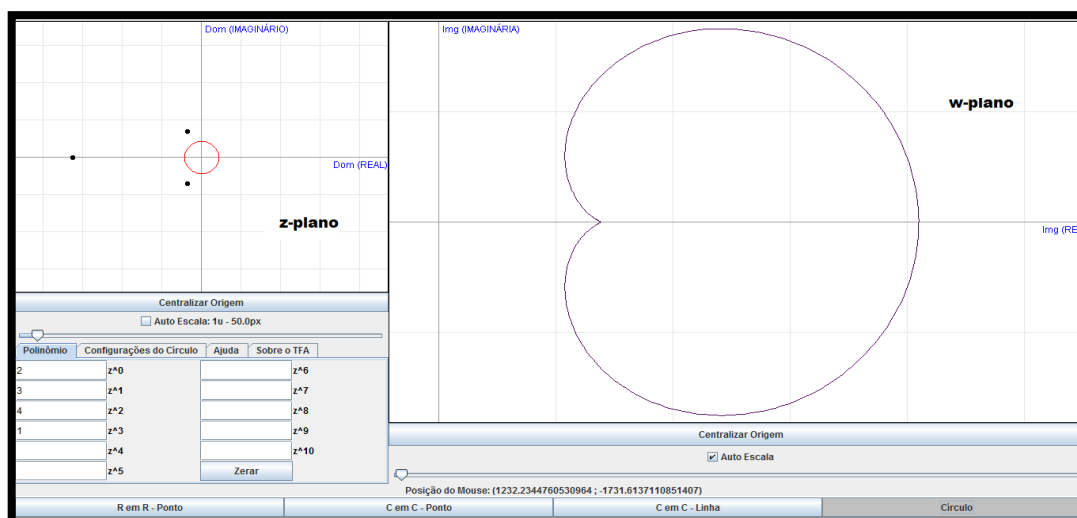 Dom (IMAGINÁRIO)
Dom (REAL)
z-plano
Img (IMAGINÁRIA)
w-plano
Img (RE
Centralizar Origem
Auto Escala: 1u - 50.0px
Polinômio Configurações do Círculo Ajuda Sobre o TFA
2 z^0 z^6
3 z^1 z^7
4 z^2 z^8
1 z^3 z^9
z^4 z^10
z^5 Zerar
Centralizar Origem
Auto Escala
Posição do Mouse: (1232.2344760530964 ; -1731.6137110851407)
R em R - Ponto C em C - Ponto C em C - Linha Círculo